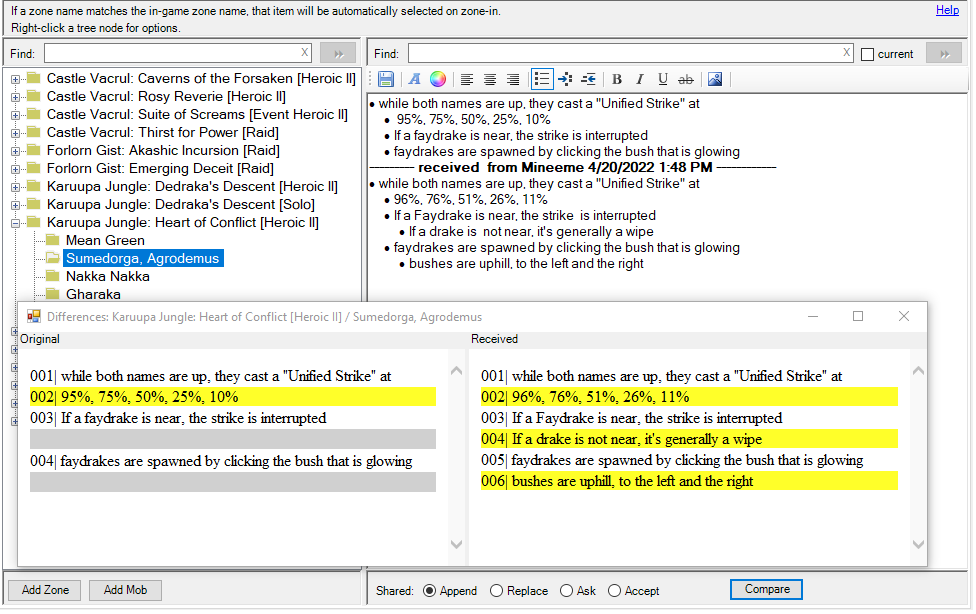 If a zone name matches the in-game zone name, that item will be automatically selected on zone-in.
Help
Right-click a tree node for options.
Find:
X
»
Find:
X
current
»
A
B
I
U
ab
Castle Vacrul: Caverns of the Forsaken [Heroic II]
Castle Vacrul: Rosy Reverie [Heroic II]
Castle Vacrul: Suite of Screams [Event Heroic II]
Castle Vacrul: Thirst for Power [Raid]
Forlorn Gist: Akashic Incursion [Raid]
Forlorn Gist: Emerging Deceit [Raid]
Karuupa Jungle: Dedraka's Descent [Heroic II]
Karuupa Jungle: Dedraka's Descent [Solo]
Karuupa Jungle: Heart of Conflict [Heroic II]
Mean Green
Sumedorga, Agrodemus
Nakka Nakka
Gharaka
• while both names are up, they cast a "Unified Strike" at
• 95%, 75%, 50%, 25%, 10%
• If a faydrake is near, the strike is interrupted
• faydrakes are spawned by clicking the bush that is glowing
---------- received  from Mineeme 4/20/2022 1:48 PM -------------
• while both names are up, they cast a "Unified Strike" at
• 96%, 76%, 51%, 26%, 11%
• If a Faydrake is near, the strike  is interrupted
• If a drake is  not near, it's generally a wipe
• faydrakes are spawned by clicking the bush that is glowing
• bushes are uphill, to the left and the right
Differences: Karuupa Jungle: Heart of Conflict [Heroic II] / Sumedorga, Agrodemus
Original
001| while both names are up, they cast a "Unified Strike" at
002| 95%, 75%, 50%, 25%, 10%
003| If a faydrake is near, the strike is interrupted
004| faydrakes are spawned by clicking the bush that is glowing
Received
001| while both names are up, they cast a "Unified Strike" at
002| 96%, 76%, 51%, 26%, 11%
003| If a Faydrake is near, the strike is interrupted
004| If a drake is not near, it's generally a wipe
005| faydrakes are spawned by clicking the bush that is glowing
006| bushes are uphill, to the left and the right
Add Zone
Add Mob
Shared:
Append
Replace
Ask
Accept
Compare